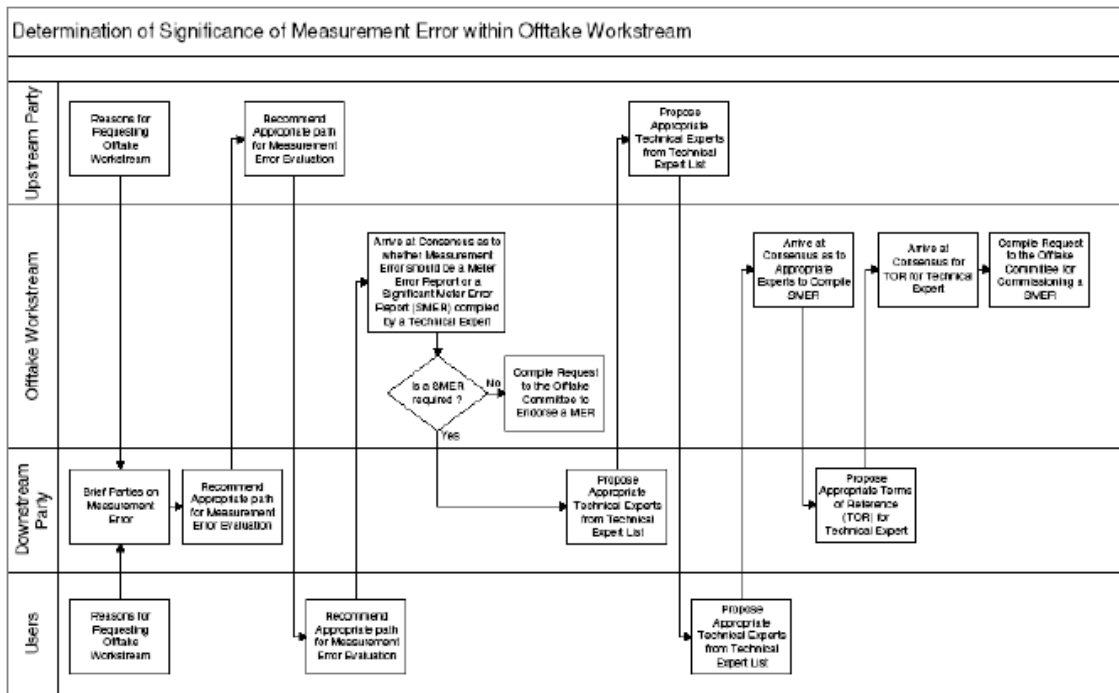 Determination of Significance of Measurement Error within Offtake Workstream
Upstream Party
Reasons for
Requesting
Offtake
Workstream
Recommend
Appropriate path
for Measurement
Error Evaluation
Propose
Appropriate
Technical Experts
from Technical
Expert List
Offtake Workstream
Arrive at Consensus as to
whether Measurement
Error should be a Meter
Error Report or a
Significant Meter Error
Report (SMER) compiled
by a Technical Expert
Is a SMER
required ?
No
Yes
Compile Request
to the Offtake
Committee to
Endorse a MER
Arrive at
Consensus as to
Appropriate
Experts to Compile
SMER
Arrive at
Consensus for
TOR for Technical
Expert
Compile Request
to the Offtake
Committee for
Commissioning a
SMER
Downstream
Party
Brief Parties on
Measurement
Error
Recommend
Appropriate path
for Measurement
Error Evaluation
Propose
Appropriate
Technical Experts
from Technical
Expert List
Propose
Appropriate Terms
of Reference
(TOR) for
Technical Expert
Users
Reasons for
Requesting
Offtake
Workstream
Recommend
Appropriate path
for Measurement
Error Evaluation
Propose
Appropriate
Technical Experts
from Technical
Expert List